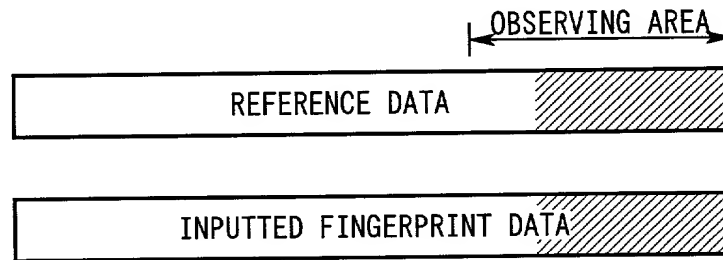 OBSERVING AREA
REFERENCE DATA
INPUTTED FINGERPRINT DATA